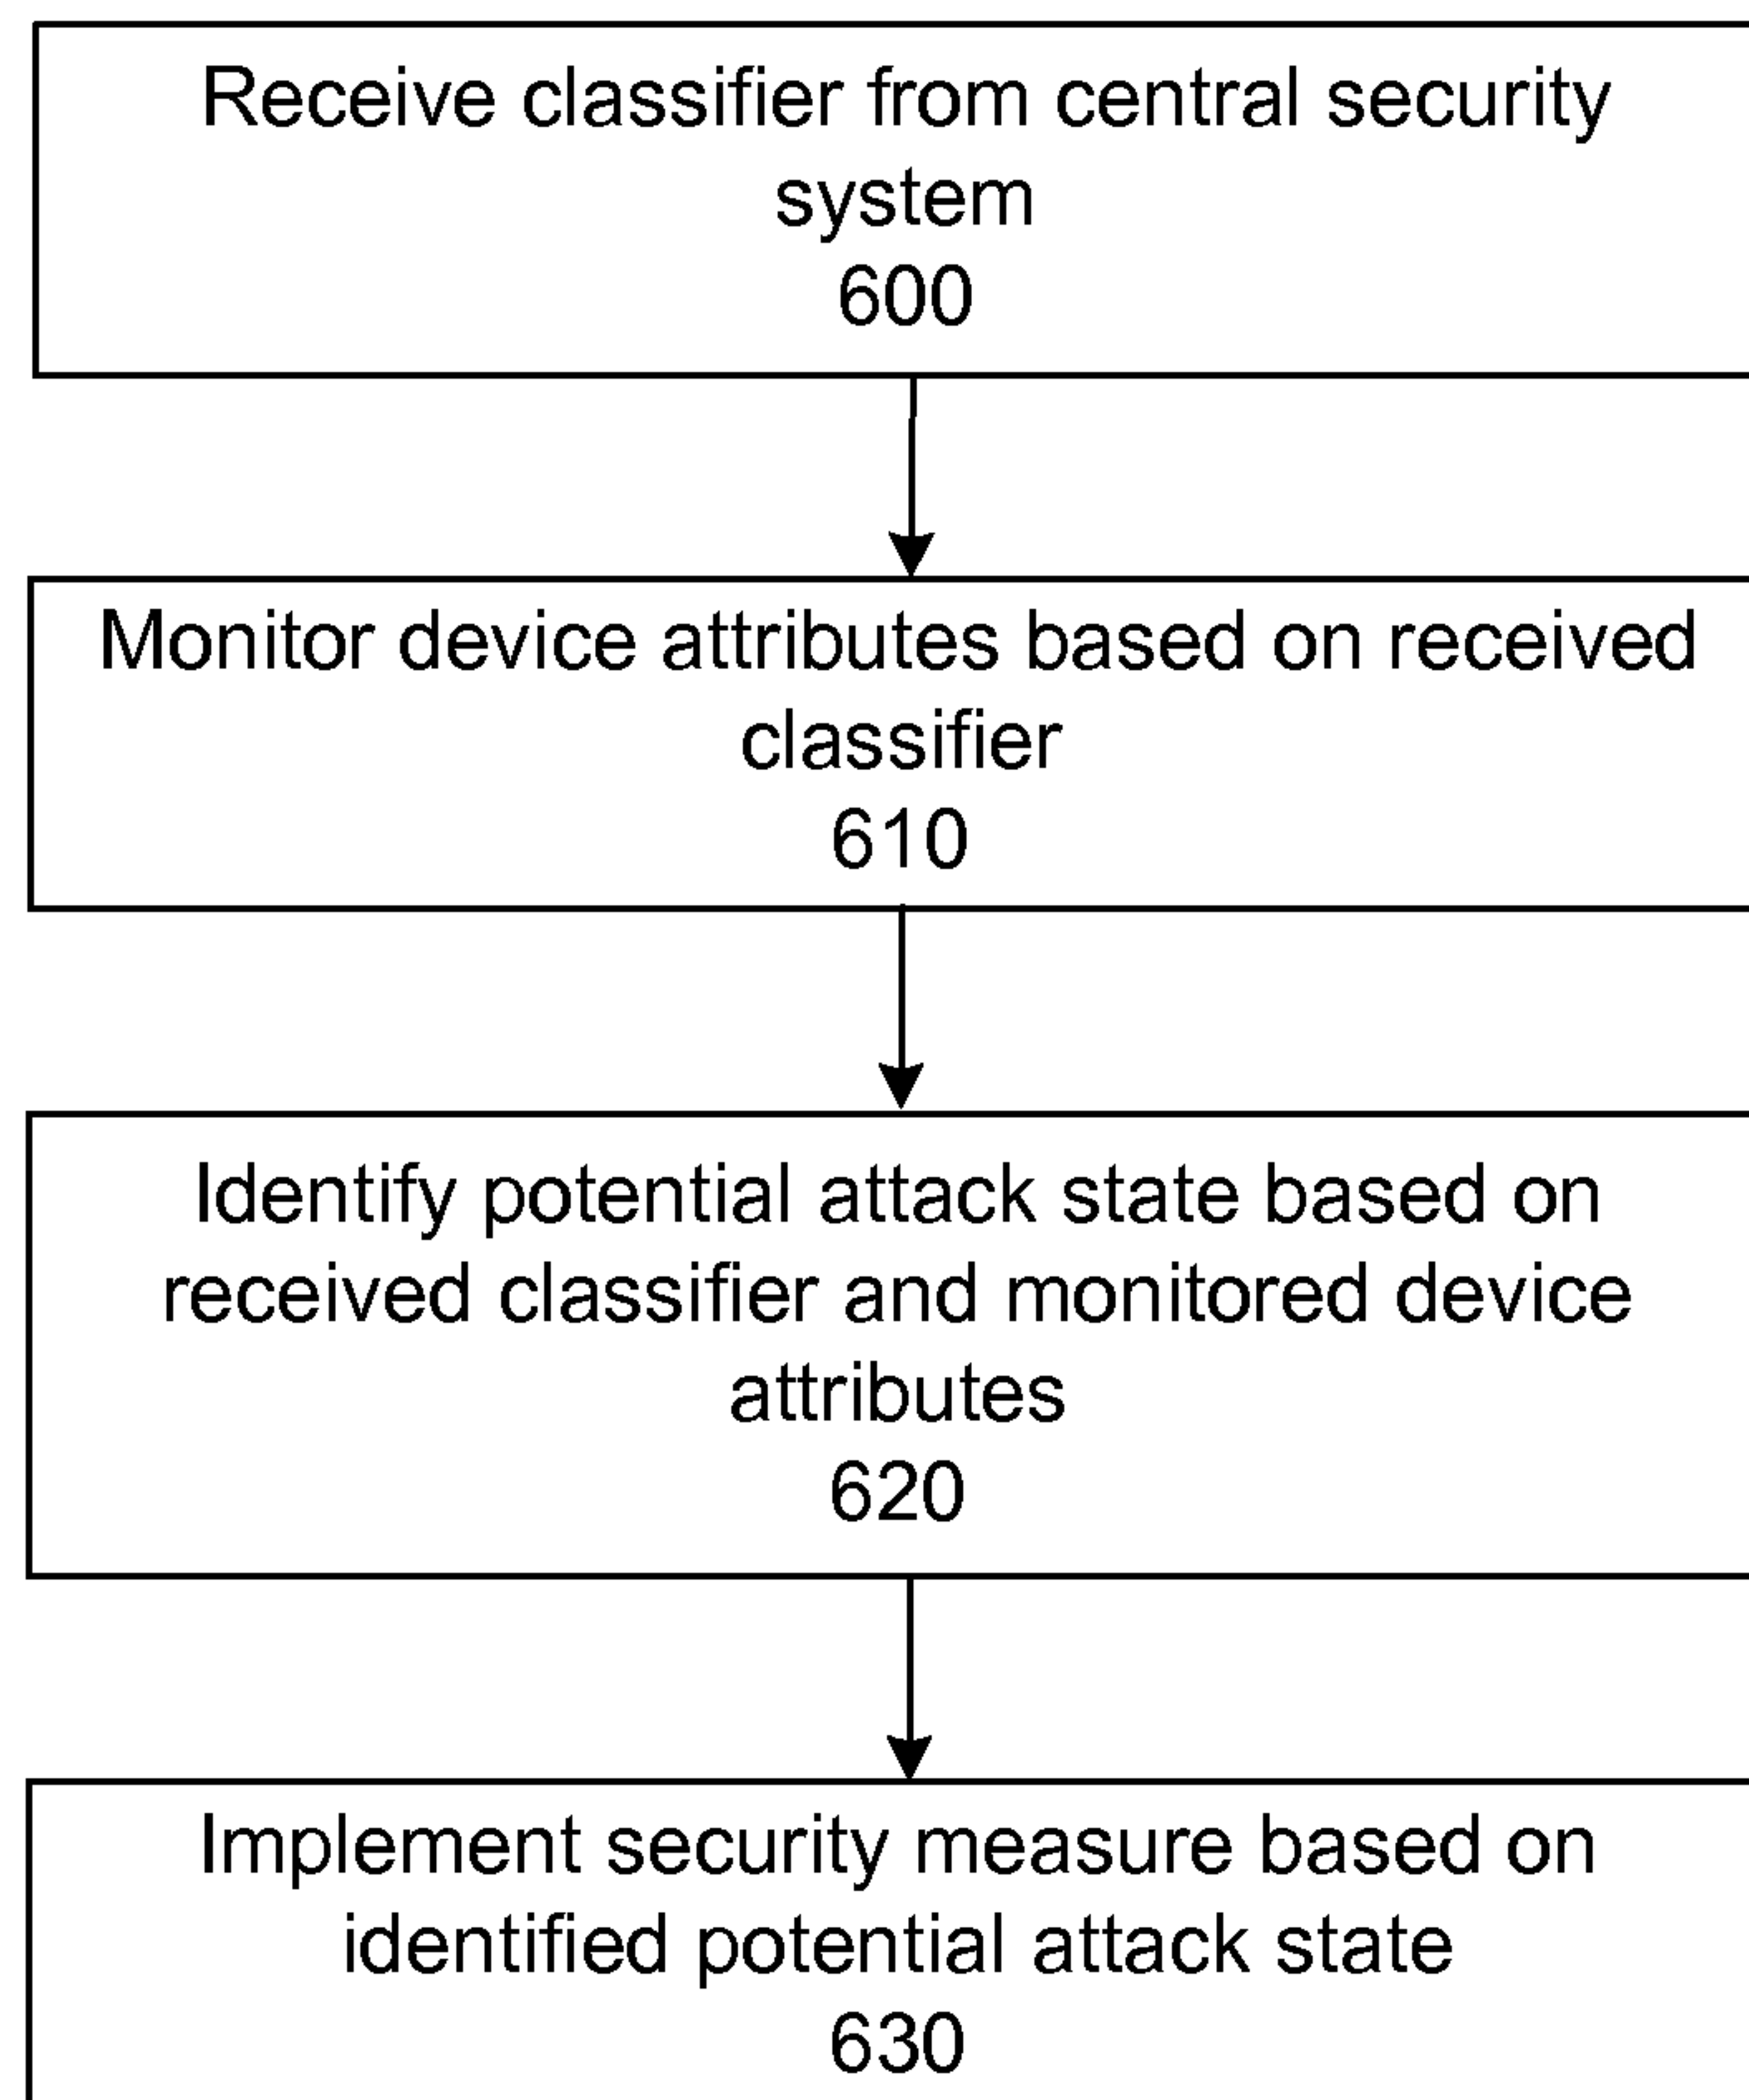 Receive classifier from central security
system
600
Monitor device attributes based on received
classifier
610
Identify potential attack state based on
received classifier and monitored device
attributes
620
Implement security measure based on
identified potential attack state
630